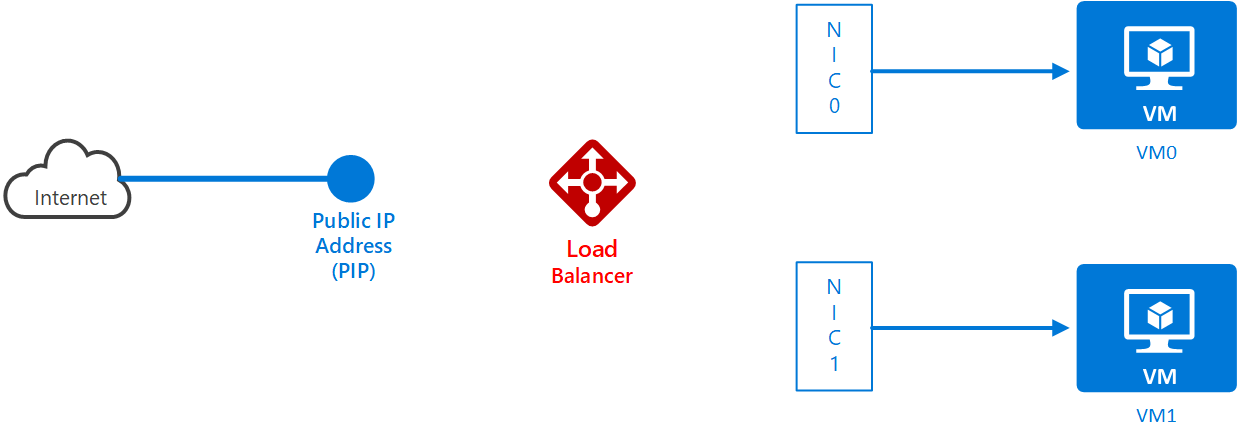 Internet
Public IP
Address
(PIP)
Load
Balancer
N
I
C
0
VM
VM0
N
I
C
1
VM
VM1